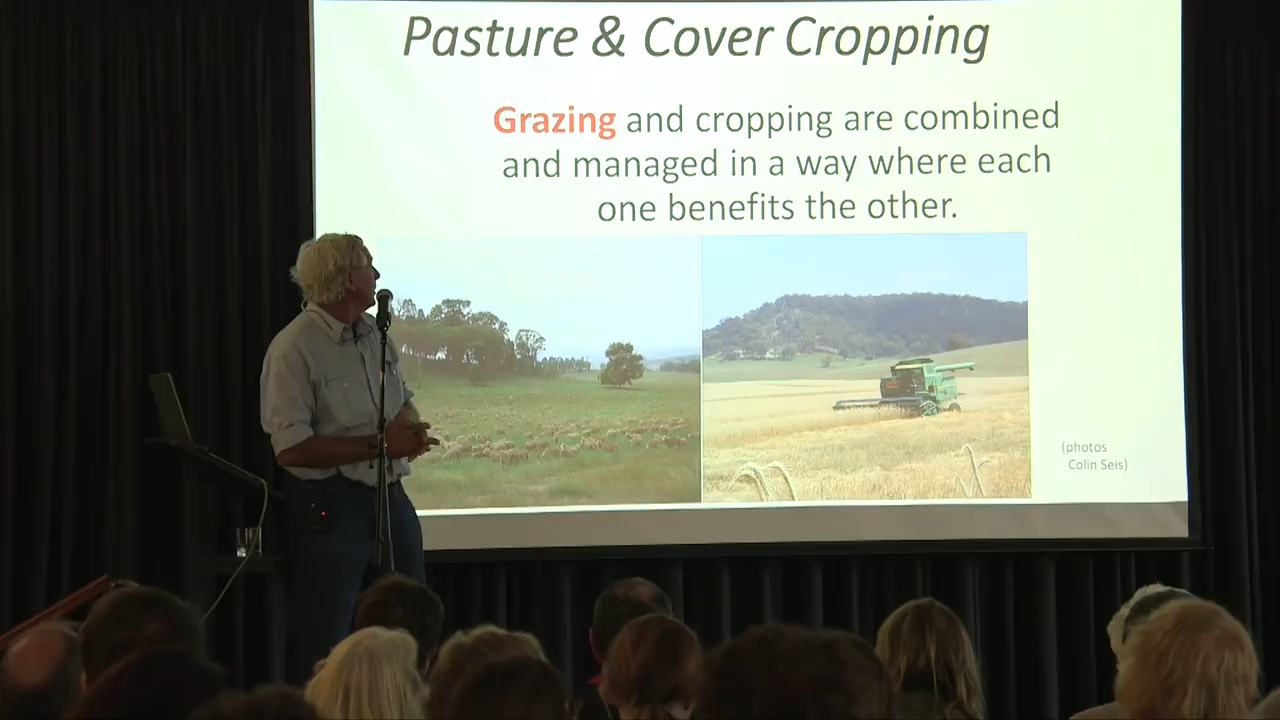 Pasture & Cover Cropping
Grazing and cropping are combined
and managed in a way where each
one benefits the other.
(photos
Colin Seis)